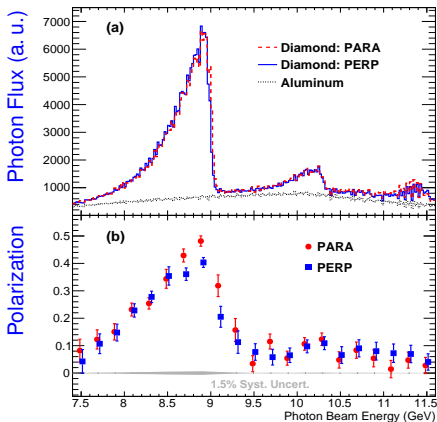 (a)
Photon Flux (a. u.)
7000
6000
5000
4000
3000
2000
1000
Diamond: PARA
Diamond: PERP
Aluminum
(b)
Polarization
0.5
0.4
0.3
0.2
0.1
0
PARA
PERP
1.5% Syst. Uncert.
7.5 8 8.5 9 9.5 10 10.5 11 11.5
Photon Beam Energy (GeV)